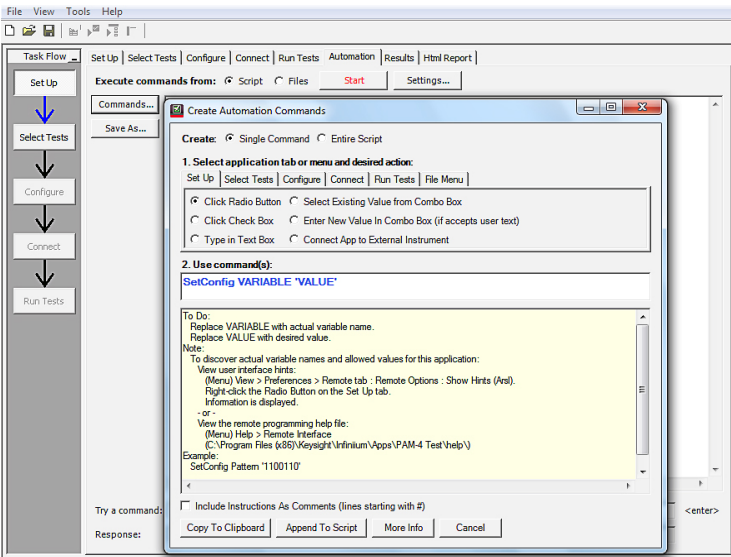 File View Tools Help
Task Flow
Set Up Select Tests Configure Connect Run Tests Automation Results Html Report
Execute commands from: Script Files Start Settings...
Set Up
Select Tests
Configure
Connect
Run Tests
Commands...
Save As...
Create Automation Commands
Create: Single Command Entire Script
1. Select application tab or menu and desired action:
Set Up Select Tests Configure Connect Run Tests File Menu
Click Radio Button Select Existing Value from Combo Box
Click Check Box Enter New Value In Combo Box (if accepts user text)
Type in Text Box Connect App to External Instrument
2. Use command(s):
SetConfig VARIABLE 'VALUE'
To Do:
Replace VARIABLE with actual variable name.
Replace VALUE with desired value.
Note:
To discover actual variable names and allowed values for this application:
View user interface hints:
(Menu) View > Preferences > Remote tab : Remote Options : Show Hints (Arsl).
Right-click the Radio Button on the Set Up tab.
Information is displayed.
- or -
View the remote programming help file:
(Menu) Help > Remote Interface
(C:\Program Files (x86)\Keysight\Infiniium\Apps\PAM-4 Test\help\)
Example:
SetConfig Pattern '1100110'
Include Instructions As Comments (lines starting with #)
Copy To Clipboard Append To Script More Info Cancel
Try a command:
<enter>
Response: